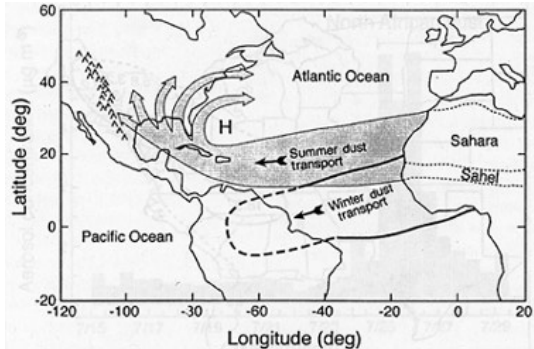 60
40
20
0
-20
Latitude (deg)
Atlantic Ocean
H
Sahara
Summer dust
transport
Sahel
Winter dust
transport
Pacific Ocean
-120
-100
-80
-60
-40
-20
0
20
Longitude (deg)